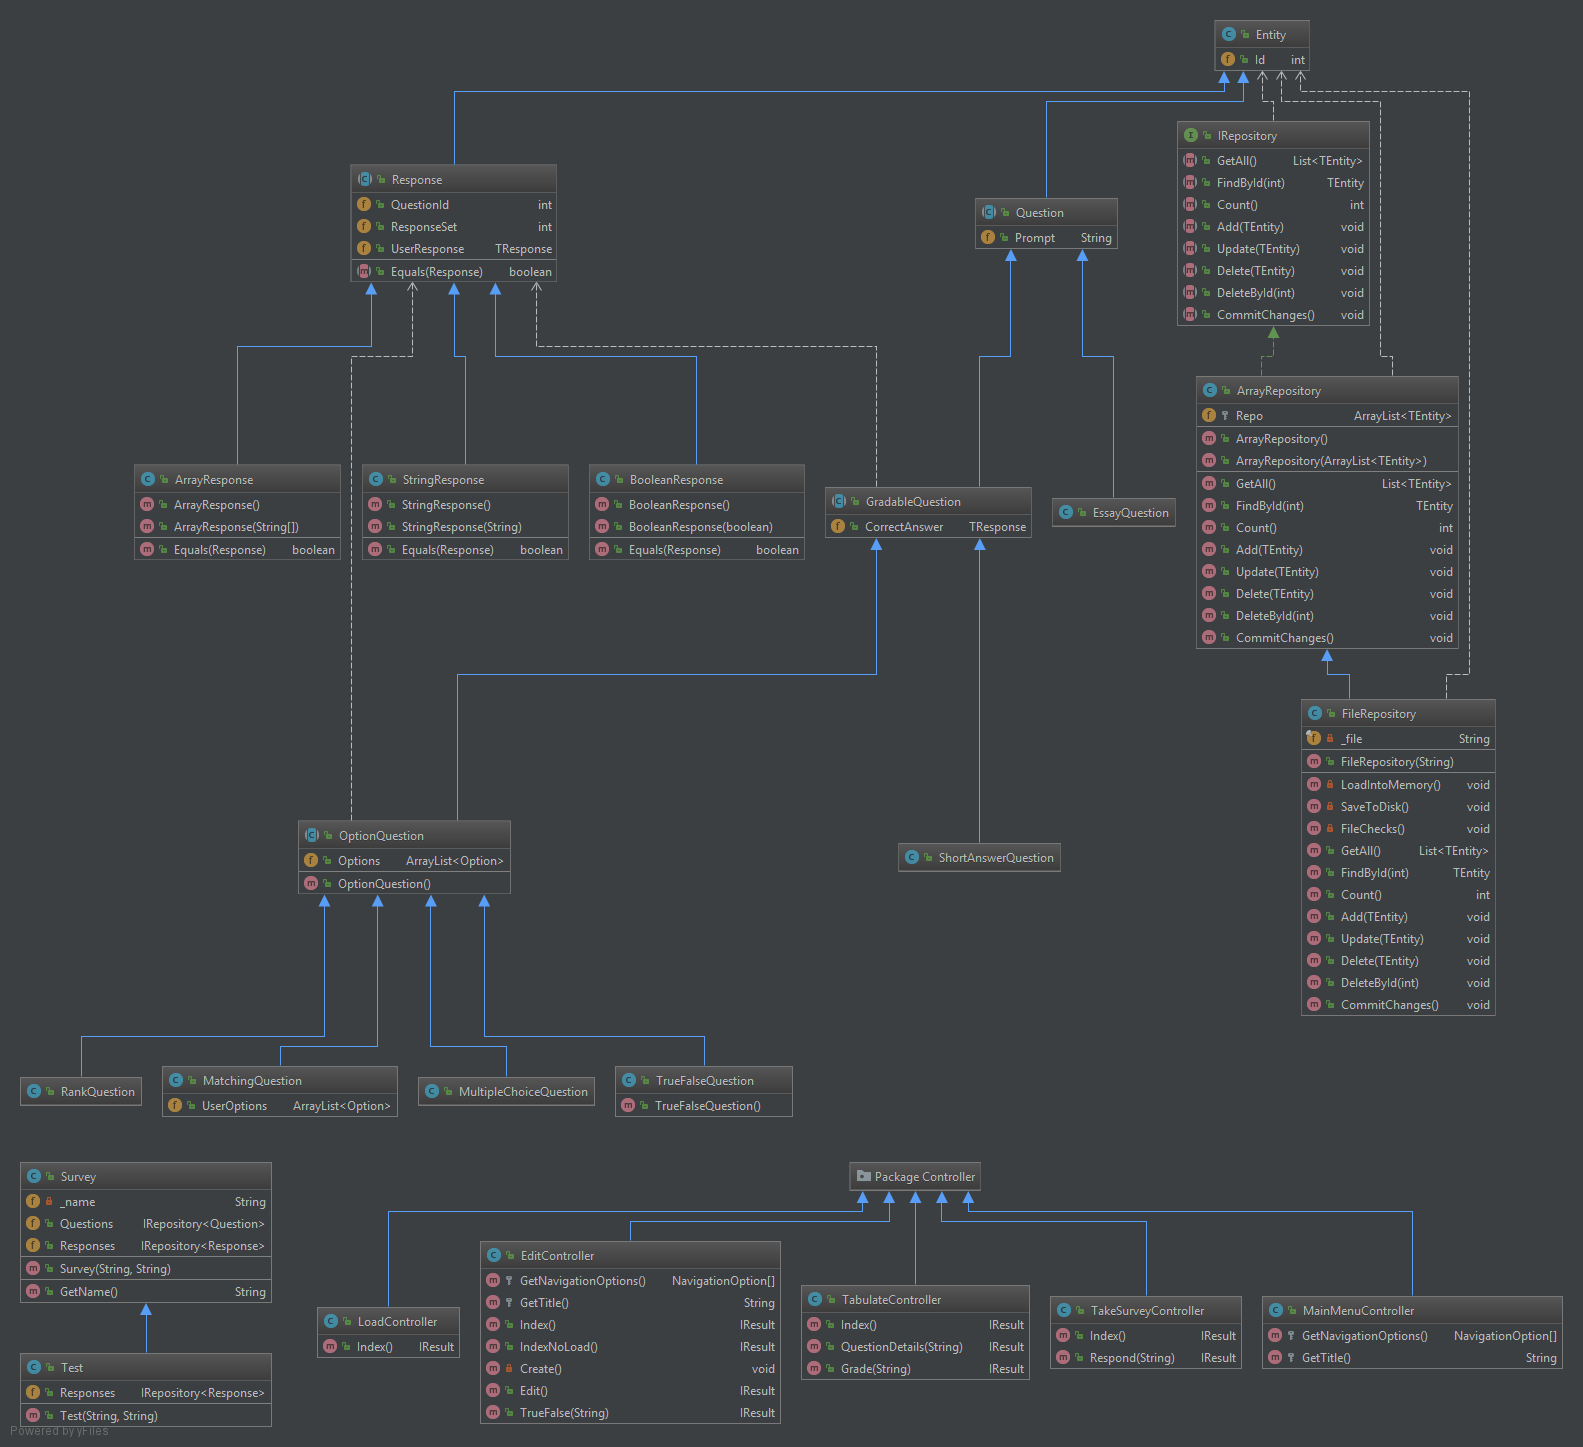 Entity
Id int
IRepository
GetAll() List<TEntity>
FindById(int) TEntity
Count() int
Add(TEntity) void
Update(TEntity) void
Delete(TEntity) void
DeleteById(int) void
CommitChanges() void
Response
QuestionId int
ResponseSet int
UserResponse TResponse
Equals(Response) boolean
Question
Prompt String
ArrayRepository
Repo ArrayList<TEntity>
ArrayRepository()
ArrayRepository(ArrayList<TEntity>)
GetAll() List<TEntity>
FindById(int) TEntity
Count() int
Add(TEntity) void
Update(TEntity) void
Delete(TEntity) void
DeleteById(int) void
CommitChanges() void
ArrayResponse
ArrayResponse()
ArrayResponse(String[])
Equals(Response) boolean
StringResponse
StringResponse()
StringResponse(String)
Equals(Response) boolean
BooleanResponse
BooleanResponse()
BooleanResponse(boolean)
Equals(Response) boolean
GradableQuestion
CorrectAnswer TResponse
EssayQuestion
FileRepository
_file String
FileRepository(String)
LoadIntoMemory() void
SaveToDisk() void
FileChecks() void
GetAll() List<TEntity>
FindById(int) TEntity
Count() int
Add(TEntity) void
Update(TEntity) void
Delete(TEntity) void
DeleteById(int) void
CommitChanges() void
OptionQuestion
Options ArrayList<Option>
OptionQuestion()
ShortAnswerQuestion
RankQuestion
MatchingQuestion
UserOptions ArrayList<Option>
MultipleChoiceQuestion
TrueFalseQuestion
TrueFalseQuestion()
Survey
_name String
Questions IRepository<Question>
Responses IRepository<Response>
Survey(String, String)
GetName() String
Test
Responses IRepository<Response>
Test(String, String)
Package Controller
LoadController
Index() IResult
EditController
GetNavigationOptions() NavigationOption[]
GetTitle() String
Index() IResult
IndexNoLoad() IResult
Create() void
Edit() IResult
TrueFalse(String) IResult
TabulateController
Index() IResult
QuestionDetails(String) IResult
Grade(String) IResult
TakeSurveyController
Index() IResult
Respond(String) IResult
MainMenuController
GetNavigationOptions() NavigationOption[]
GetTitle() String
Powered by yFiles